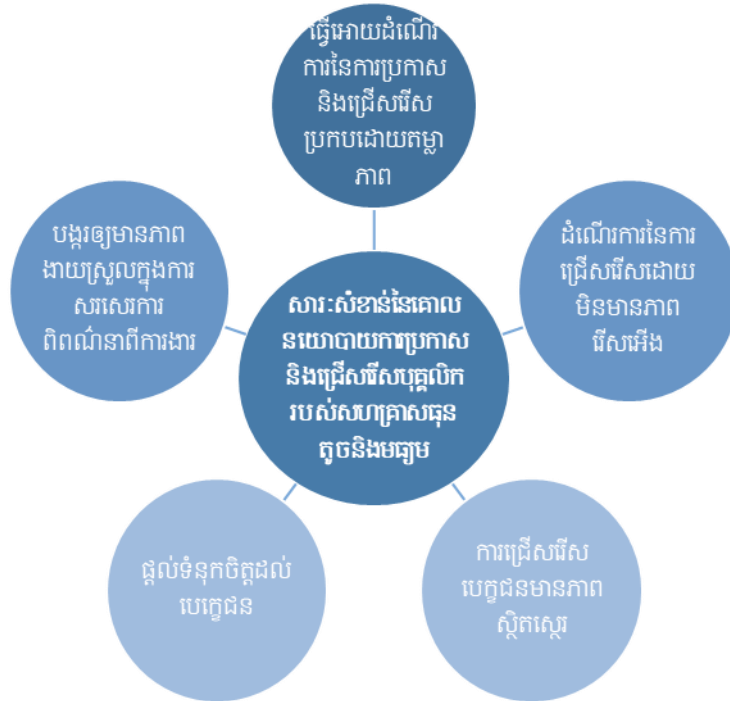 ធ្វើអោយដំណើរ
ការនៃការប្រកាស
និងជ្រើសរើស
ប្រកបដោយតម្លា
ភាព
បង្ករឲ្យមានភាព
ងាយស្រួលក្នុងការ
សរសេរការ
ពិពណ៌នាពីការងារ
សារៈសំខាន់នៃគោល
នយោបាយការប្រកាស
និងជ្រើសរើសបុគ្គលិក
របស់សហគ្រាសធុន
តូចនិងមធ្យម
ដំណើរការនៃការ
ជ្រើសរើសដោយ
មិនមានភាព
រើសអើង
ផ្តល់ទំនុកចិត្តដល់
បេក្ខេជន
ការជ្រើសរើស
បេក្ខជនមានភាព
ស្ថិតស្ថេរ